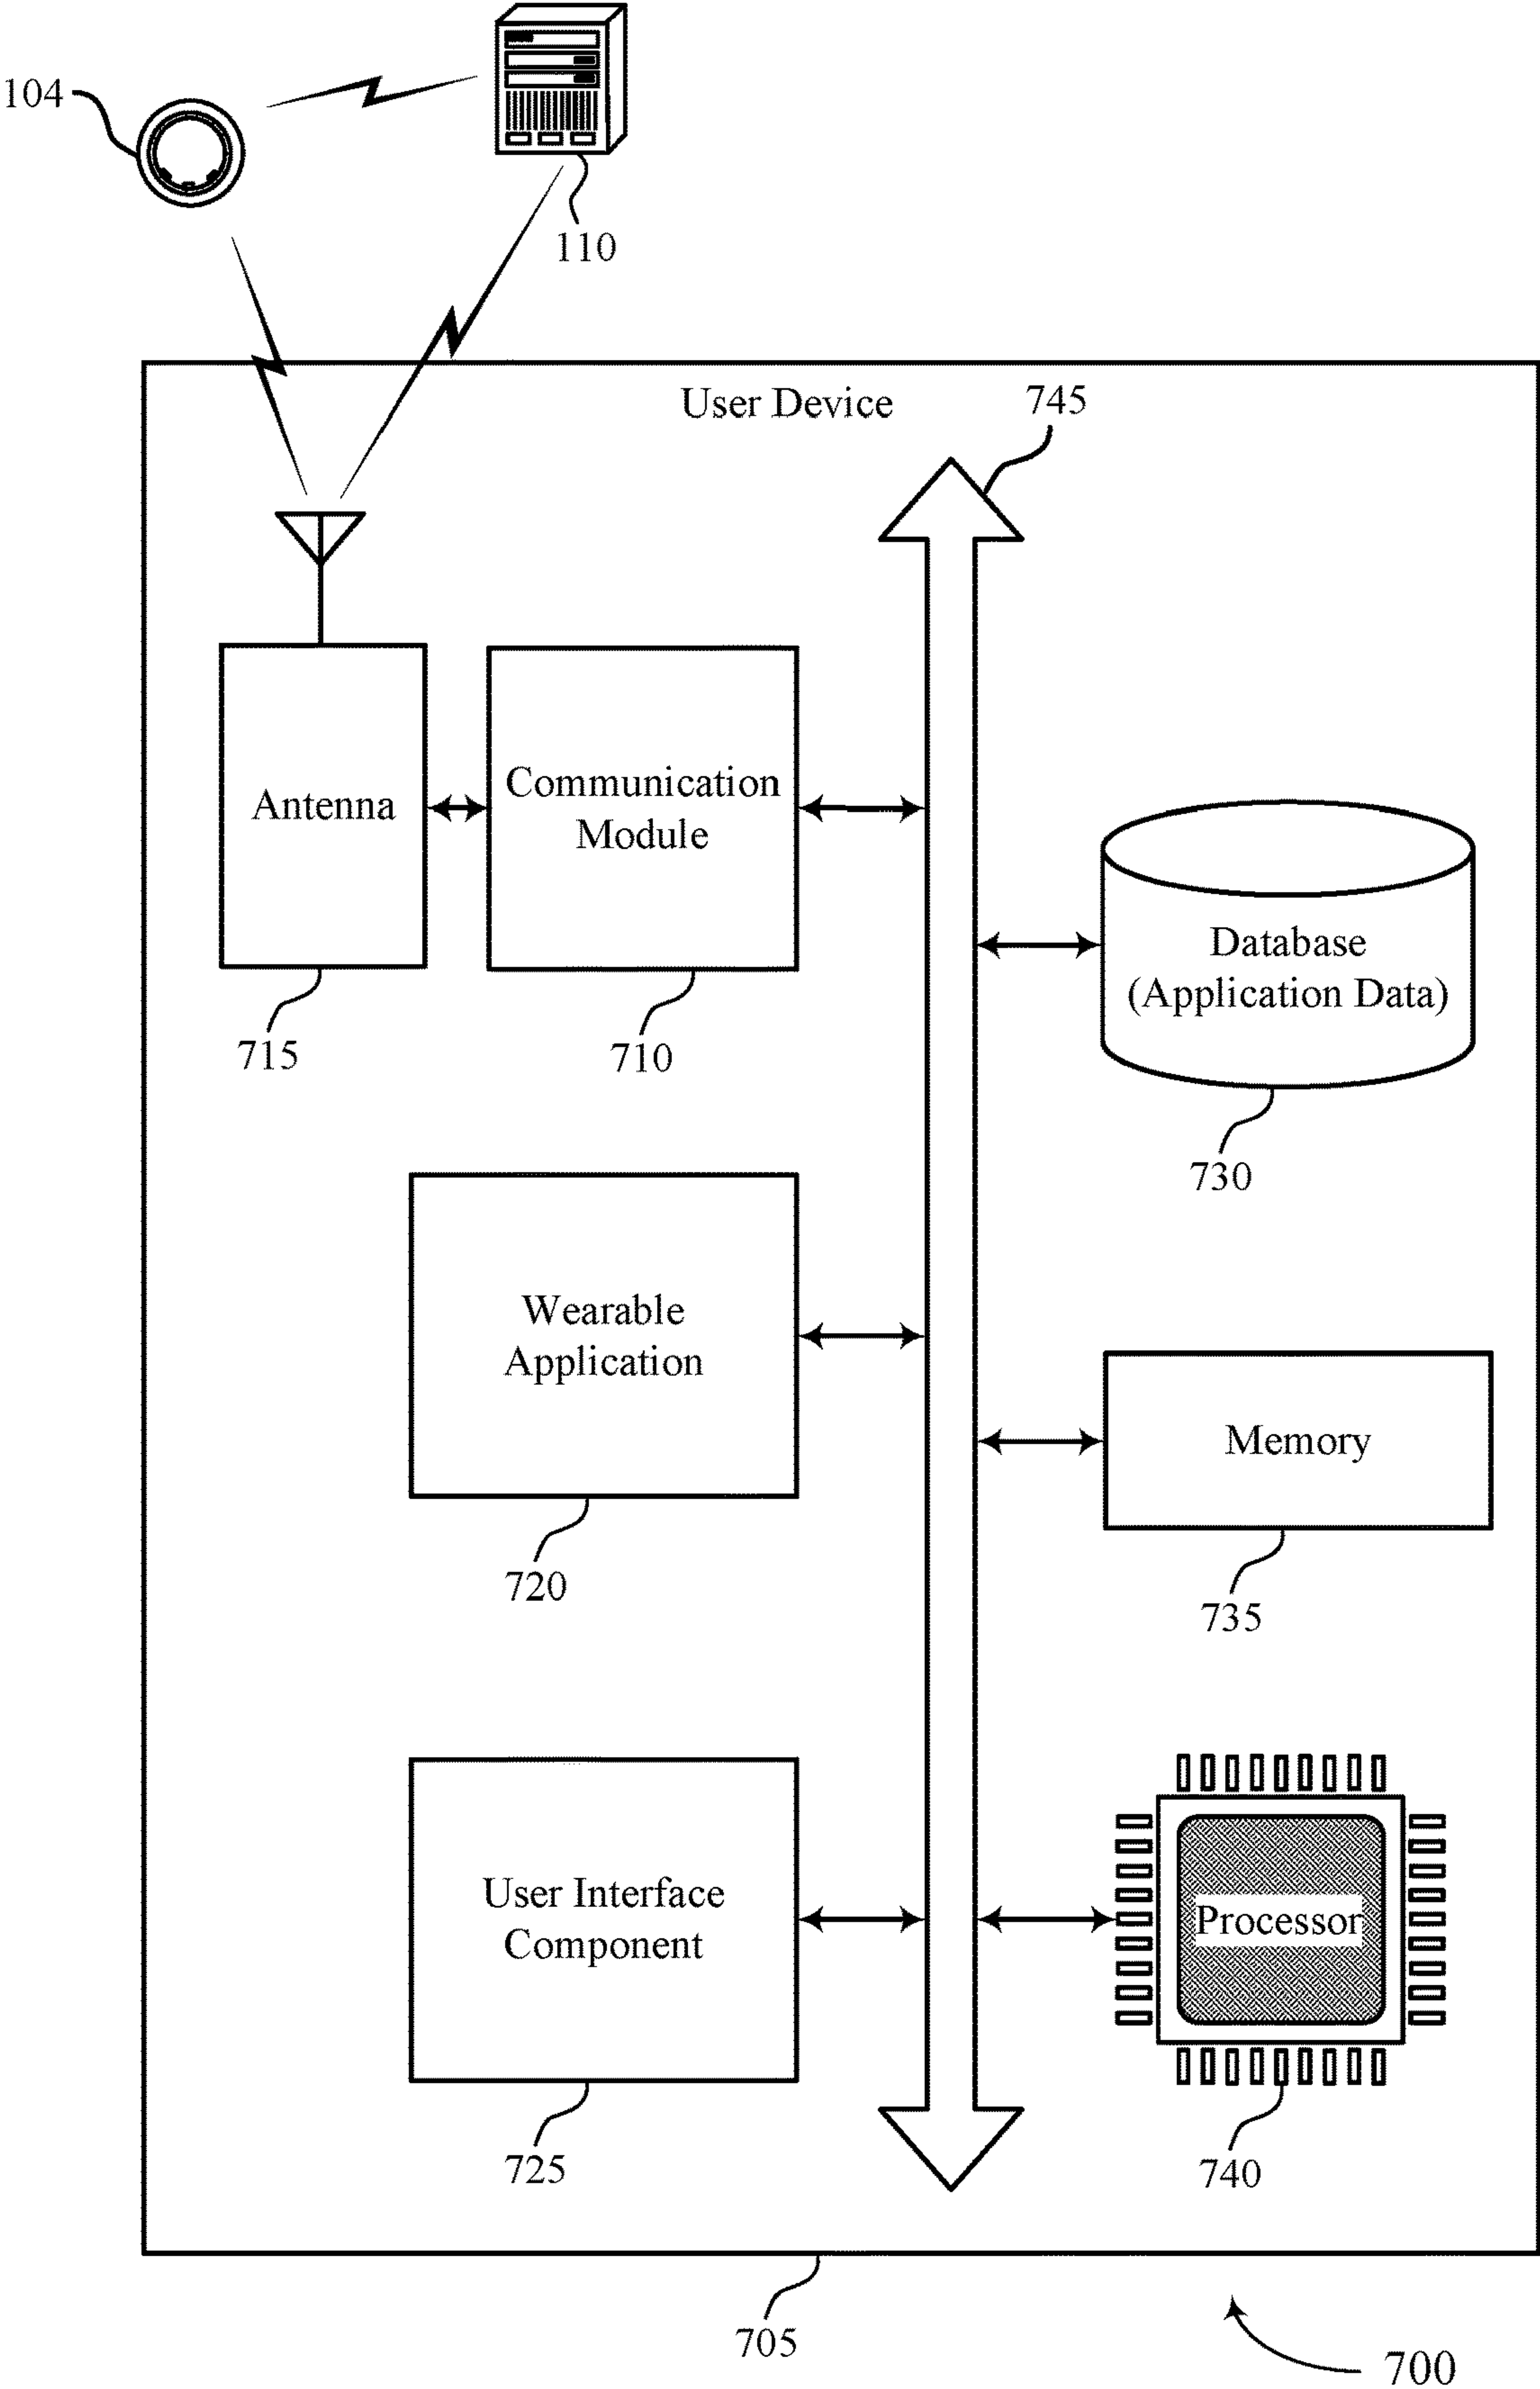 104
110
User Device
745
Antenna
Communication
Module
715
710
Database
(Application Data)
730
Wearable
Application
720
Memory
735
User Interface
Component
725
Processor
740
705
700